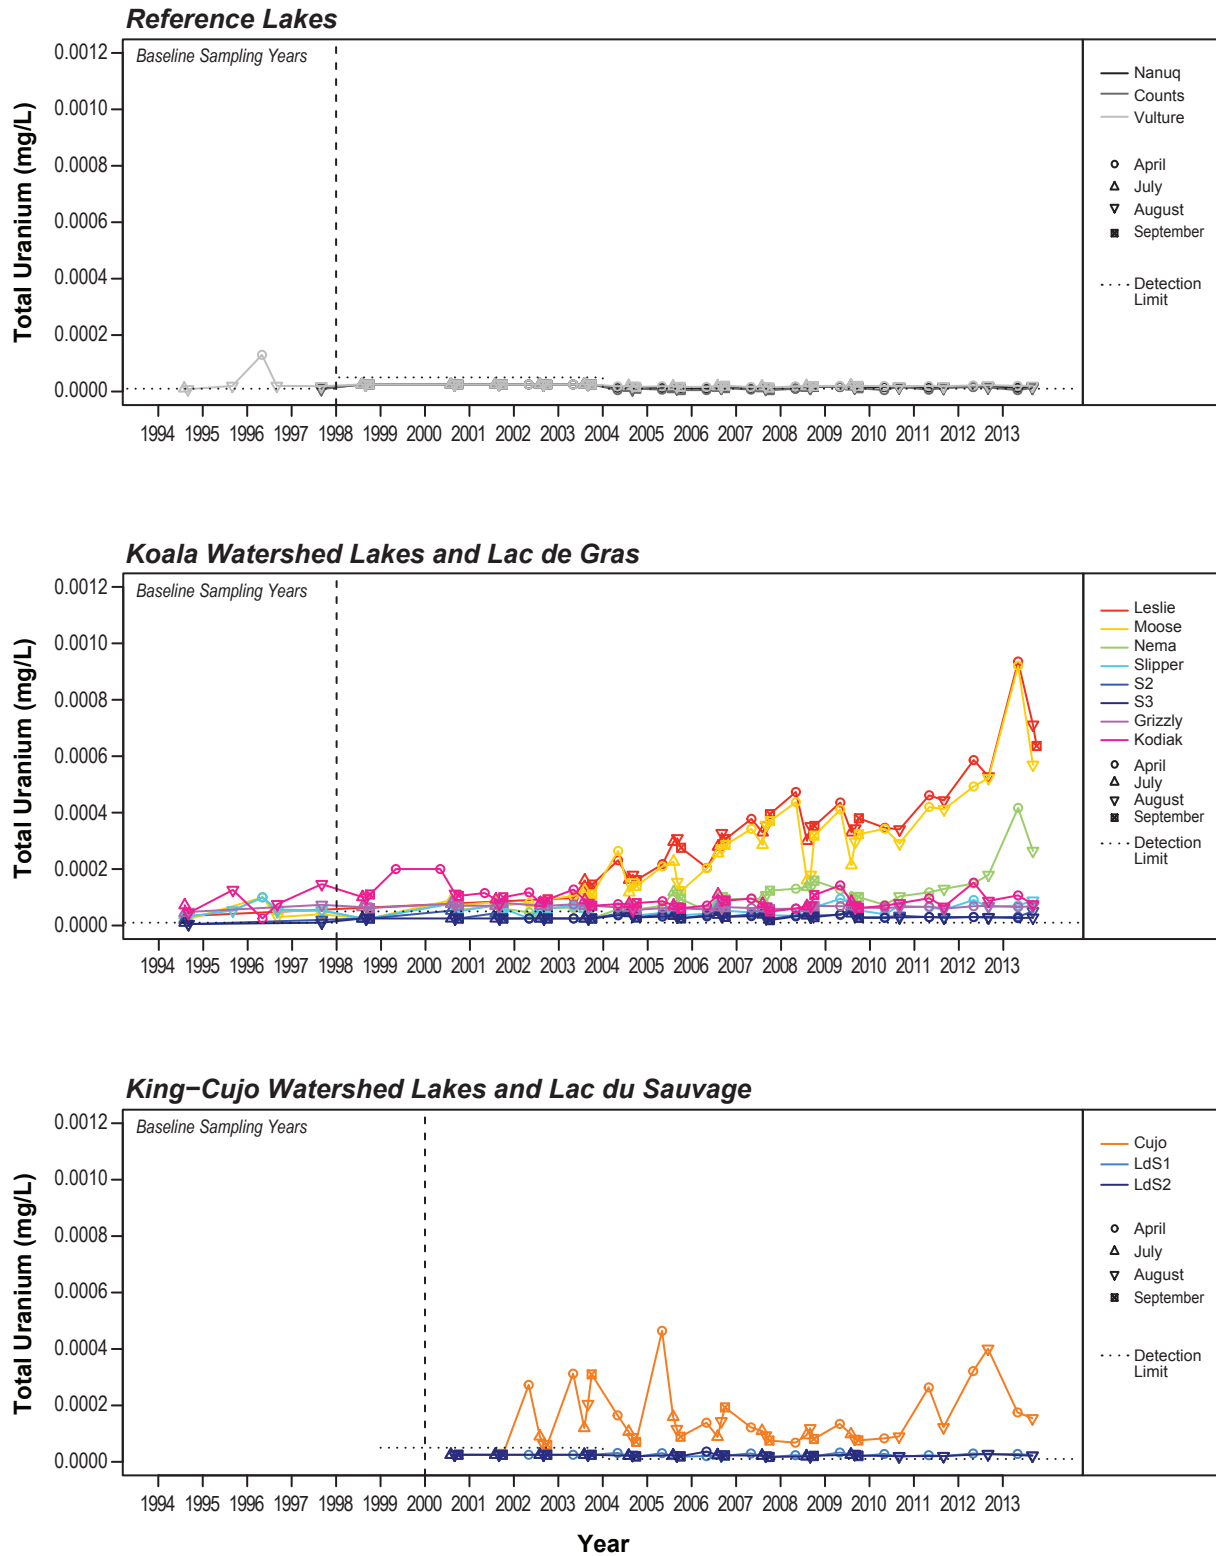 Reference Lakes
Baseline Sampling Years
Total Uranium (mg/L)
0.0012
0.0010
0.0008
0.0006
0.0004
0.0002
0.0000
1994 1995 1996 1997 1998 1999 2000 2001 2002 2003 2004 2005 2006 2007 2008 2009 2010 2011 2012 2013
Nanuq
Counts
Vulture
April
July
August
September
Detection
Limit
Koala Watershed Lakes and Lac de Gras
Baseline Sampling Years
Total Uranium (mg/L)
0.0012
0.0010
0.0008
0.0006
0.0004
0.0002
0.0000
1994 1995 1996 1997 1998 1999 2000 2001 2002 2003 2004 2005 2006 2007 2008 2009 2010 2011 2012 2013
Leslie
Moose
Nema
Slipper
S2
S3
Grizzly
Kodiak
April
July
August
September
Detection
Limit
King−Cujo Watershed Lakes and Lac du Sauvage
Baseline Sampling Years
Total Uranium (mg/L)
0.0012
0.0010
0.0008
0.0006
0.0004
0.0002
0.0000
1994 1995 1996 1997 1998 1999 2000 2001 2002 2003 2004 2005 2006 2007 2008 2009 2010 2011 2012 2013
Cujo
LdS1
LdS2
April
July
August
September
Detection
Limit
Year